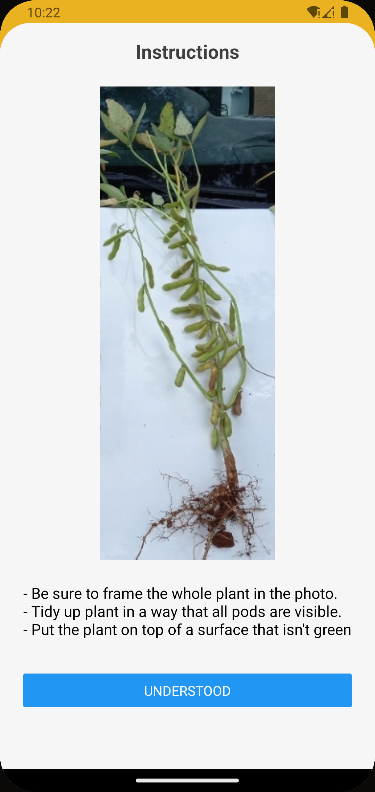 10:22
Instructions
- Be sure to frame the whole plant in the photo.
- Tidy up plant in a way that all pods are visible.
- Put the plant on top of a surface that isn't green
UNDERSTOOD